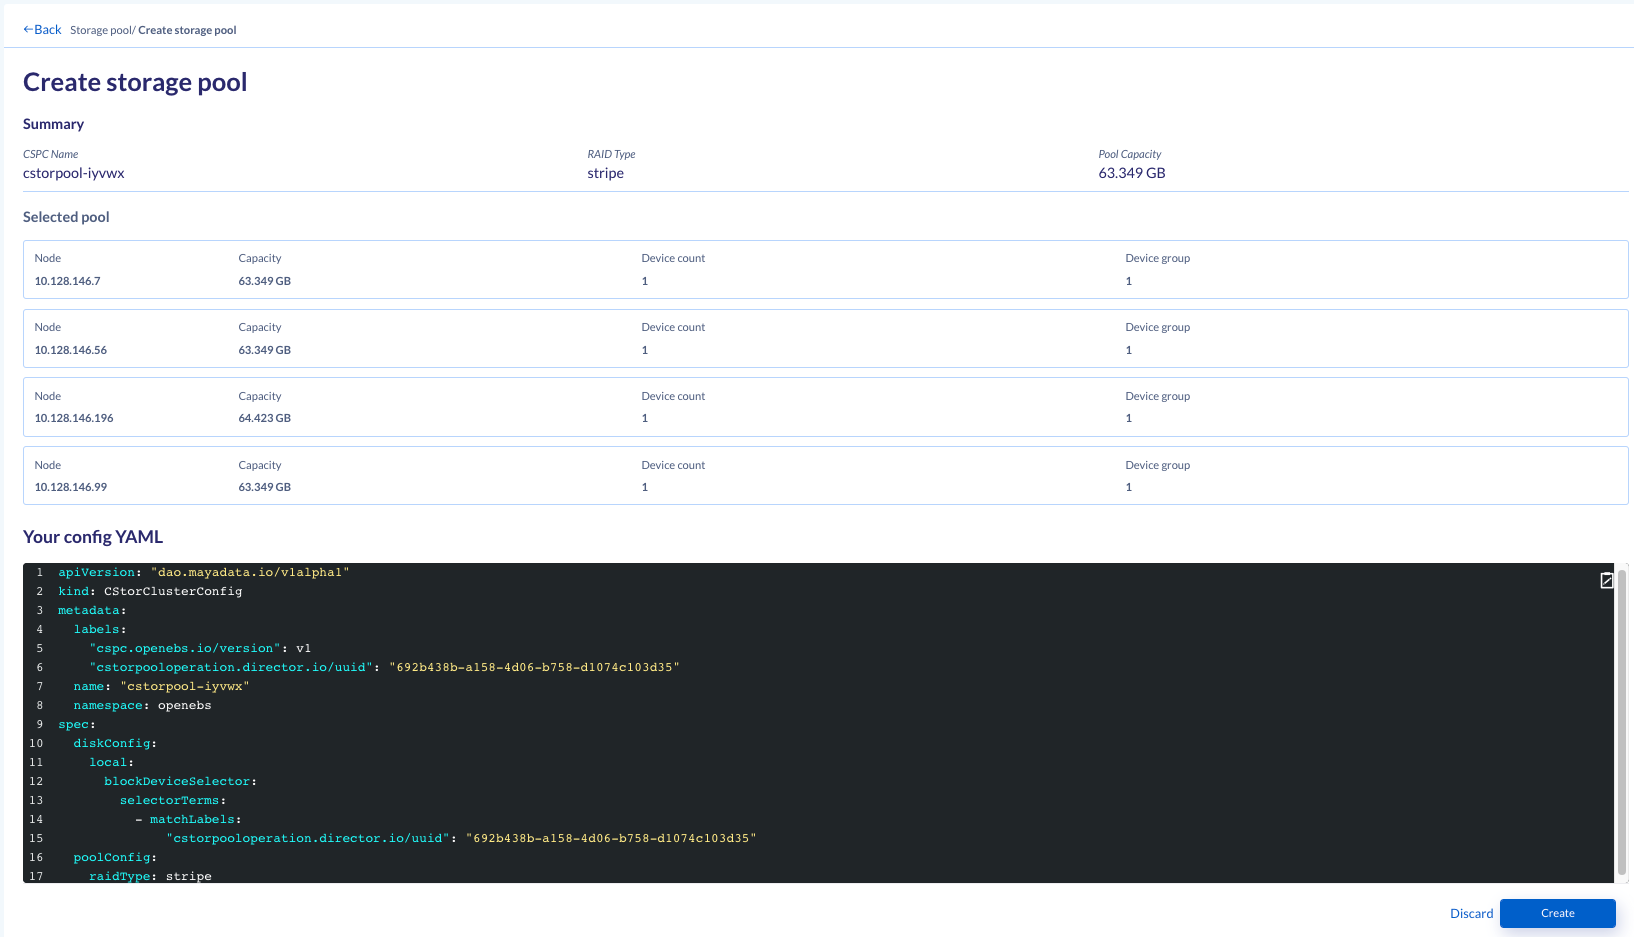 ←Back Storage pool/ Create storage pool
Create storage pool
Summary
CSPC Name RAID Type Pool Capacity
cstorpool-iyvwx stripe 63.349 GB
Selected pool
Node Capacity Device count Device group
10.128.146.7 63.349 GB 1 1
Node Capacity Device count Device group
10.128.146.56 63.349 GB 1 1
Node Capacity Device count Device group
10.128.146.196 64.423 GB 1 1
Node Capacity Device count Device group
10.128.146.99 63.349 GB 1 1
Your config YAML
1 apiVersion: "dao.mayadata.io/v1alpha1"
2 kind: CStorClusterConfig
3 metadata:
4 labels:
5 "cspc.openebs.io/version": v1
6 "cstorpooloperation.director.io/uuid": "692b438b-a158-4d06-b758-d1074c103d35"
7 name: "cstorpool-iyvwx"
8 namespace: openebs
9 spec:
10 diskConfig:
11 local:
12 blockDeviceSelector:
13 selectorTerms:
14 - matchLabels:
15 "cstorpooloperation.director.io/uuid": "692b438b-a158-4d06-b758-d1074c103d35"
16 poolConfig:
17 raidType: stripe
Discard Create